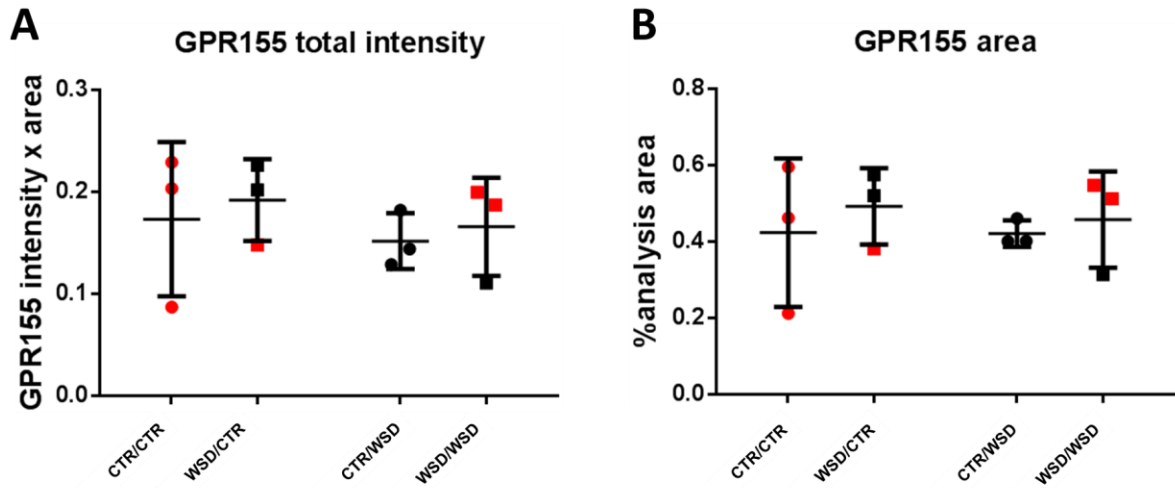 A
GPR155 total intensity
GPR155 intensity x area
0.3
0.2
0.1
0.0
CTR/CTR
WSD/CTR
CTR/WSD
WSD/WSD
B
GPR155 area
%analysis area
0.8
0.6
0.4
0.2
0.0
CTR/CTR
WSD/CTR
CTR/WSD
WSD/WSD